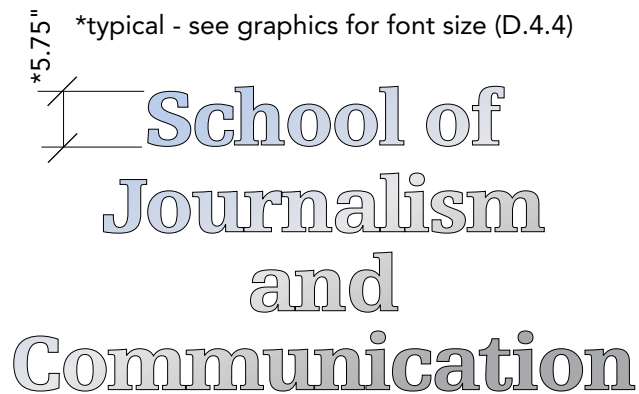 *5.75"
*typical - see graphics for font size (D.4.4)
School of
Journalism
and
Communication